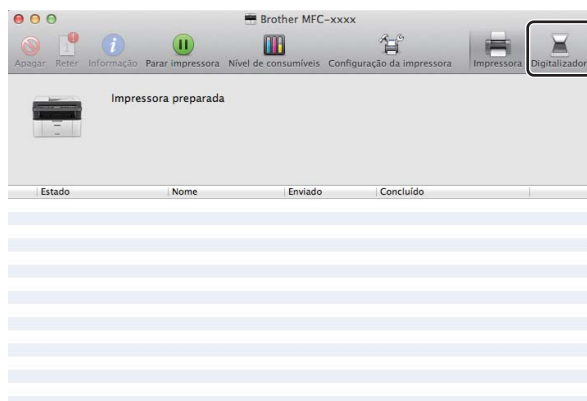 Brother MFC-xxxx
Apagar Reter Informação Parar impressora Nível de consumíveis Configuração da impressora Impressora Digitalizador
Impressora preparada
Estado Nome Enviado Concluído